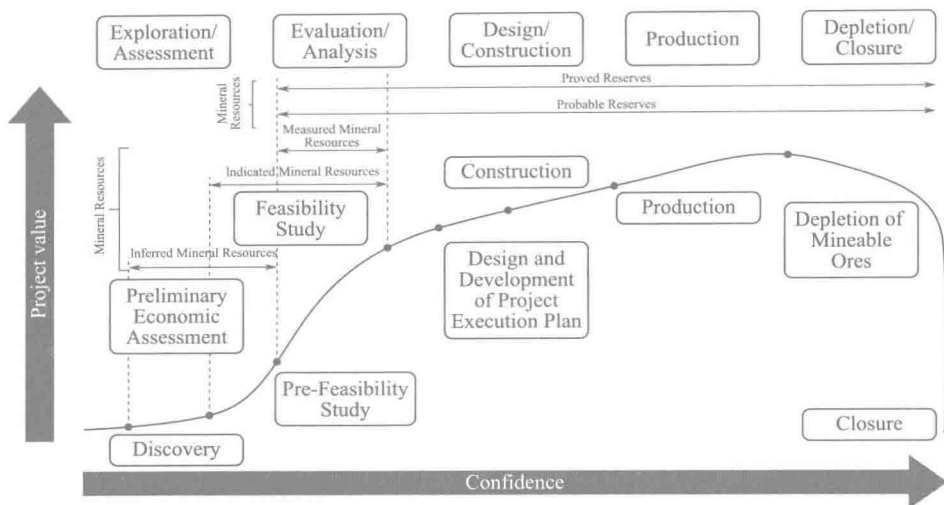 Exploration/
Assessment
Evaluation/
Analysis
Design/
Construction
Production
Depletion/
Closure
Mineral
Resources
Proved Reserves
Probable Reserves
Measured Mineral
Resources
Indicated Mineral Resources
Mineral Resources
Inferred Mineral Resources
Feasibility
Study
Construction
Production
Depletion of
Mineable
Ores
Design and
Development
of Project
Execution Plan
Preliminary
Economic
Assessment
Pre-Feasibility
Study
Discovery
Closure
Project value
Confidence